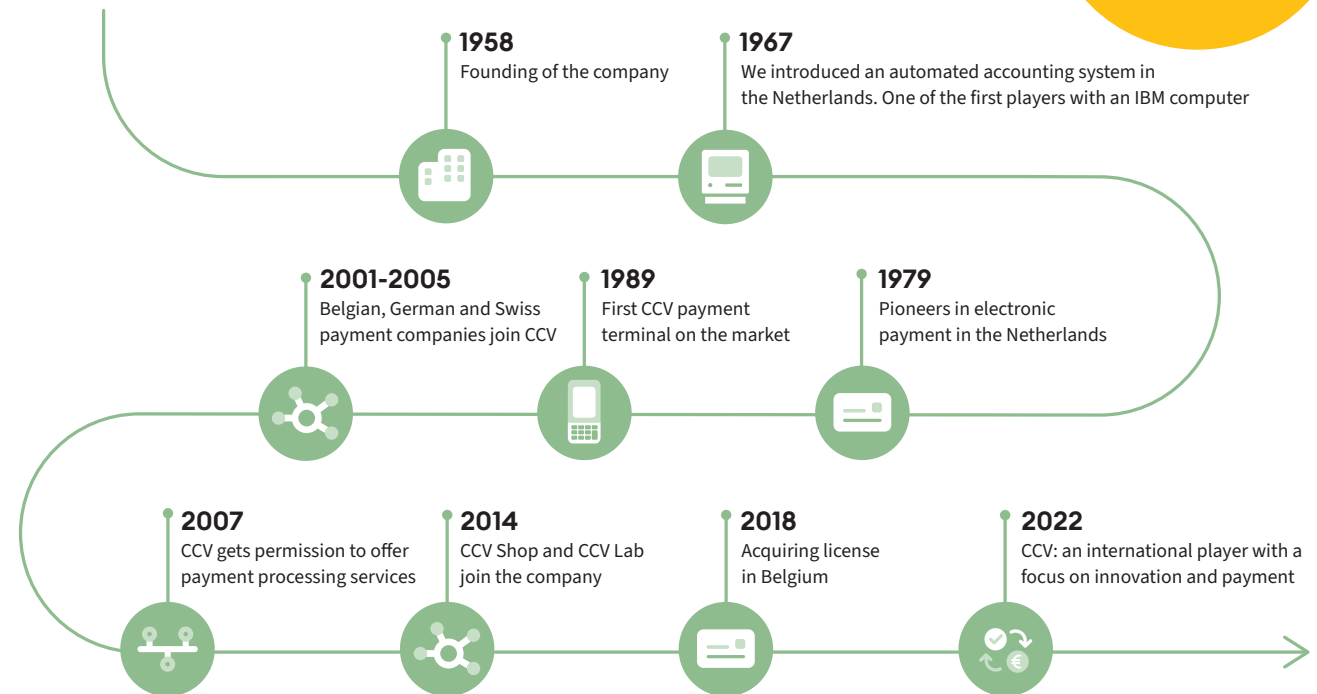 1958
Founding of the company
1967
We introduced an automated accounting system in
the Netherlands. One of the first players with an IBM computer
1979
Pioneers in electronic
payment in the Netherlands
1989
First CCV payment
terminal on the market
2001-2005
Belgian, German and Swiss
payment companies join CCV
2007
CCV gets permission to offer
payment processing services
2014
CCV Shop and CCV Lab
join the company
2018
Acquiring license
in Belgium
2022
CCV: an international player with a
focus on innovation and payment
€